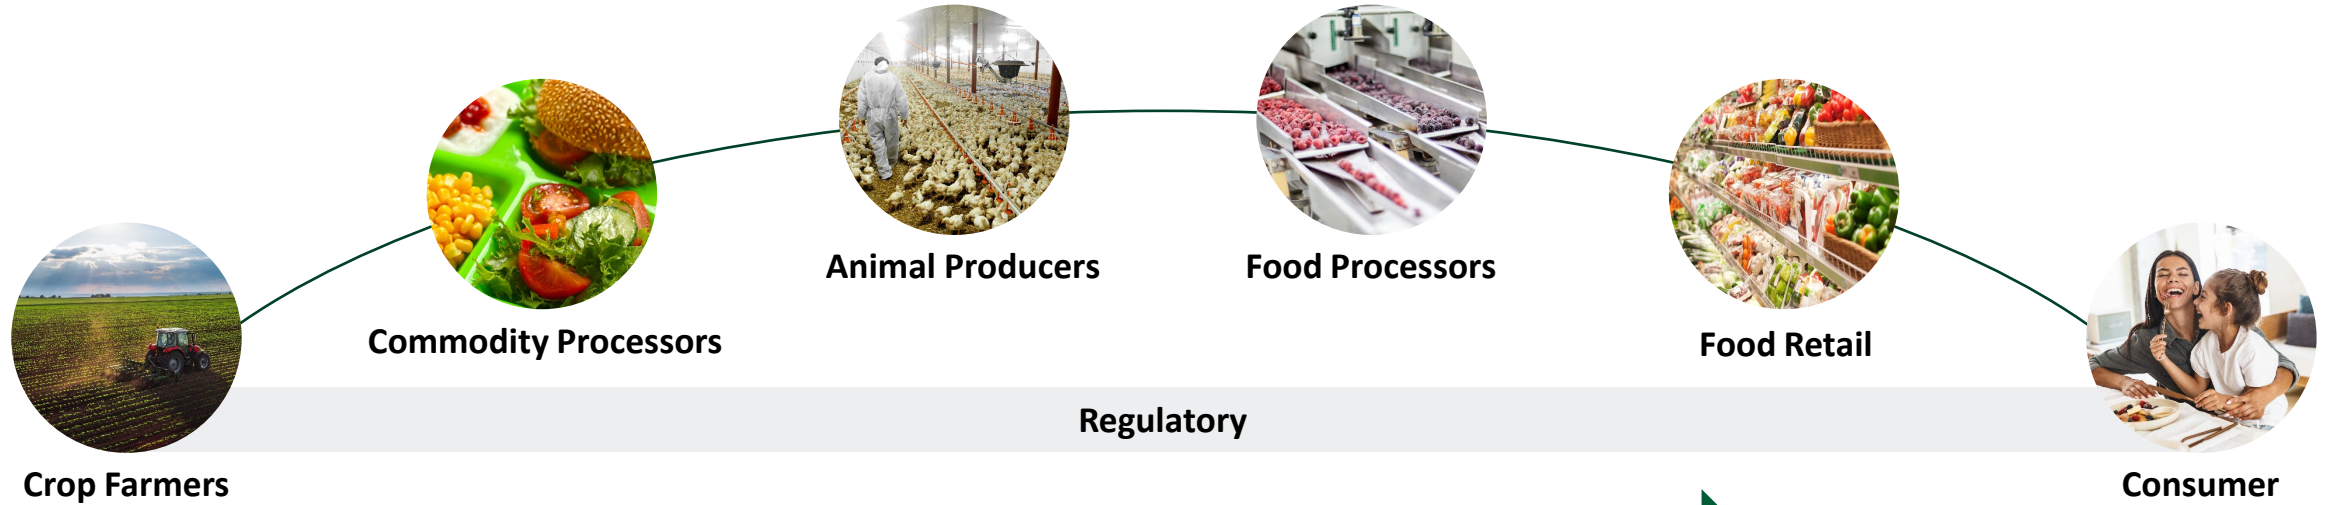 Crop Farmers
Commodity Processors
Animal Producers
Food Processors
Food Retail
Consumer
Regulatory